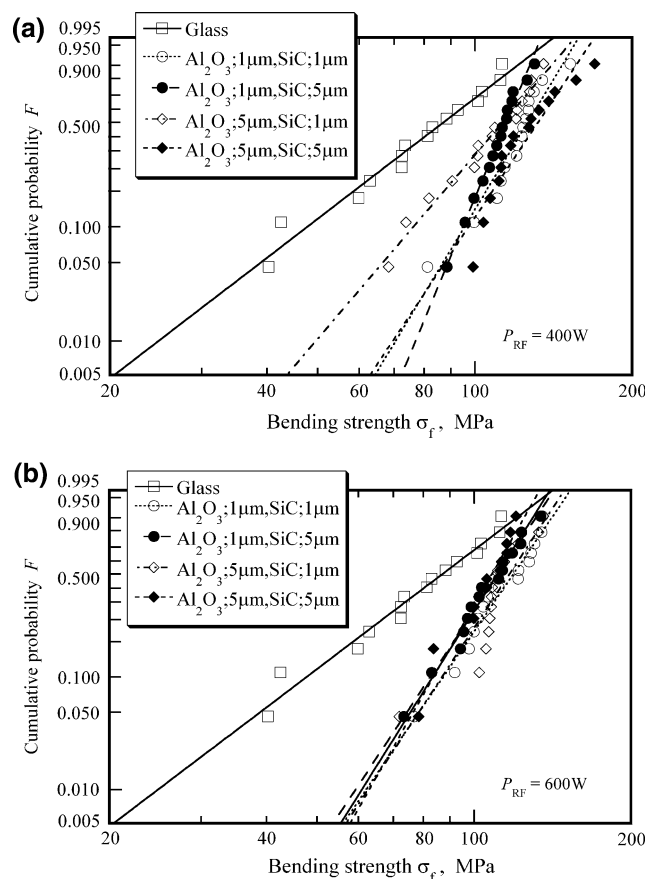 (a)
0.995
0.950
0.900
0.500
0.100
0.050
0.010
0.005
Cumulative probability F
Glass
Al2O3;1μm,SiC;1μm
Al2O3;1μm,SiC;5μm
Al2O3;5μm,SiC;1μm
Al2O3;5μm,SiC;5μm
PRF = 400W
20 40 60 80 100 200
Bending strength σf , MPa
(b)
0.995
0.950
0.900
0.500
0.100
0.050
0.010
0.005
Cumulative probability F
Glass
Al2O3;1μm,SiC;1μm
Al2O3;1μm,SiC;5μm
Al2O3;5μm,SiC;1μm
Al2O3;5μm,SiC;5μm
PRF = 600W
20 40 60 80 100 200
Bending strength σf , MPa